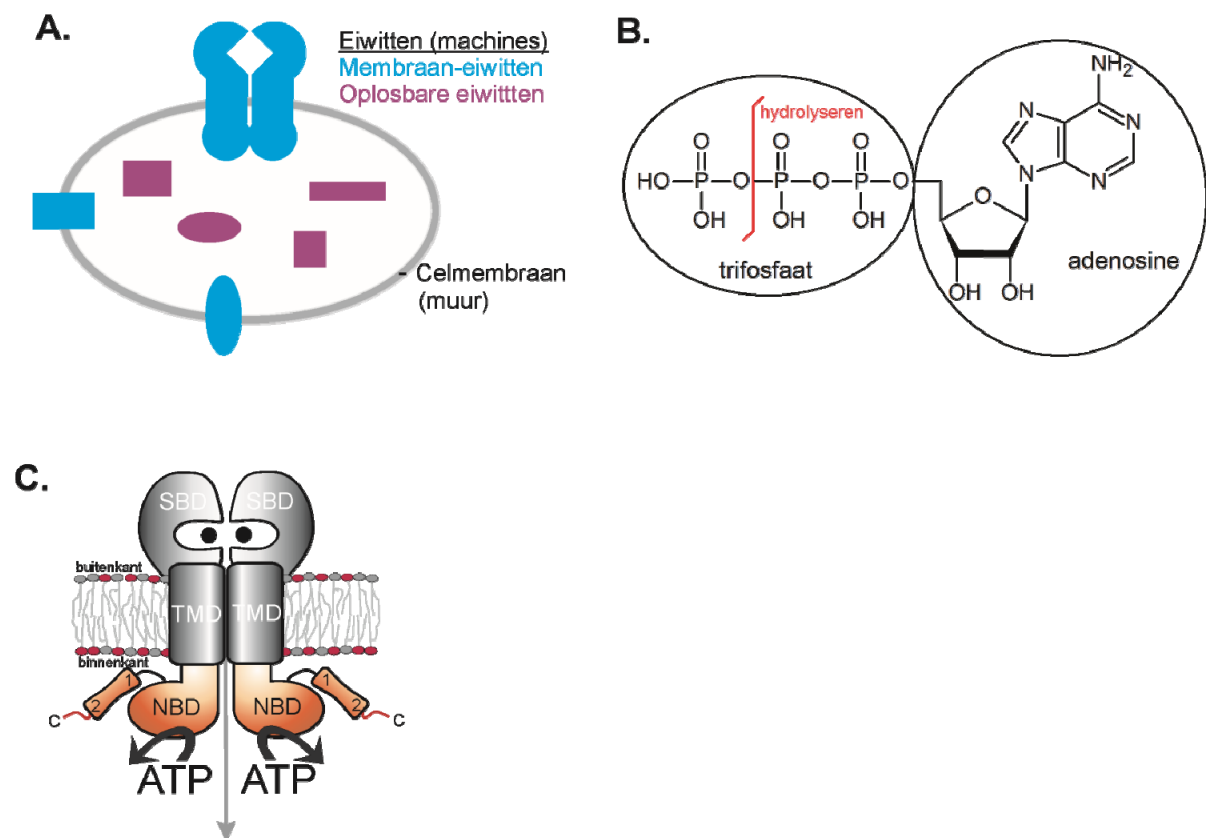 A.
Eiwitten (machines)
Membraan-eiwitten
Oplosbare eiwittten
- Celmembraan
(muur)
B.
NH2
hydrolyseren
N
N
N
N
O
O
O
HO
P
O
P
O
P
O
O
OH
OH
OH
trifosfaat
adenosine
OH
OH
C.
SBD
SBD
buitenkant
TMD
TMD
binnenkant
1
2
C
NBD
NBD
1
2
C
ATP
ATP